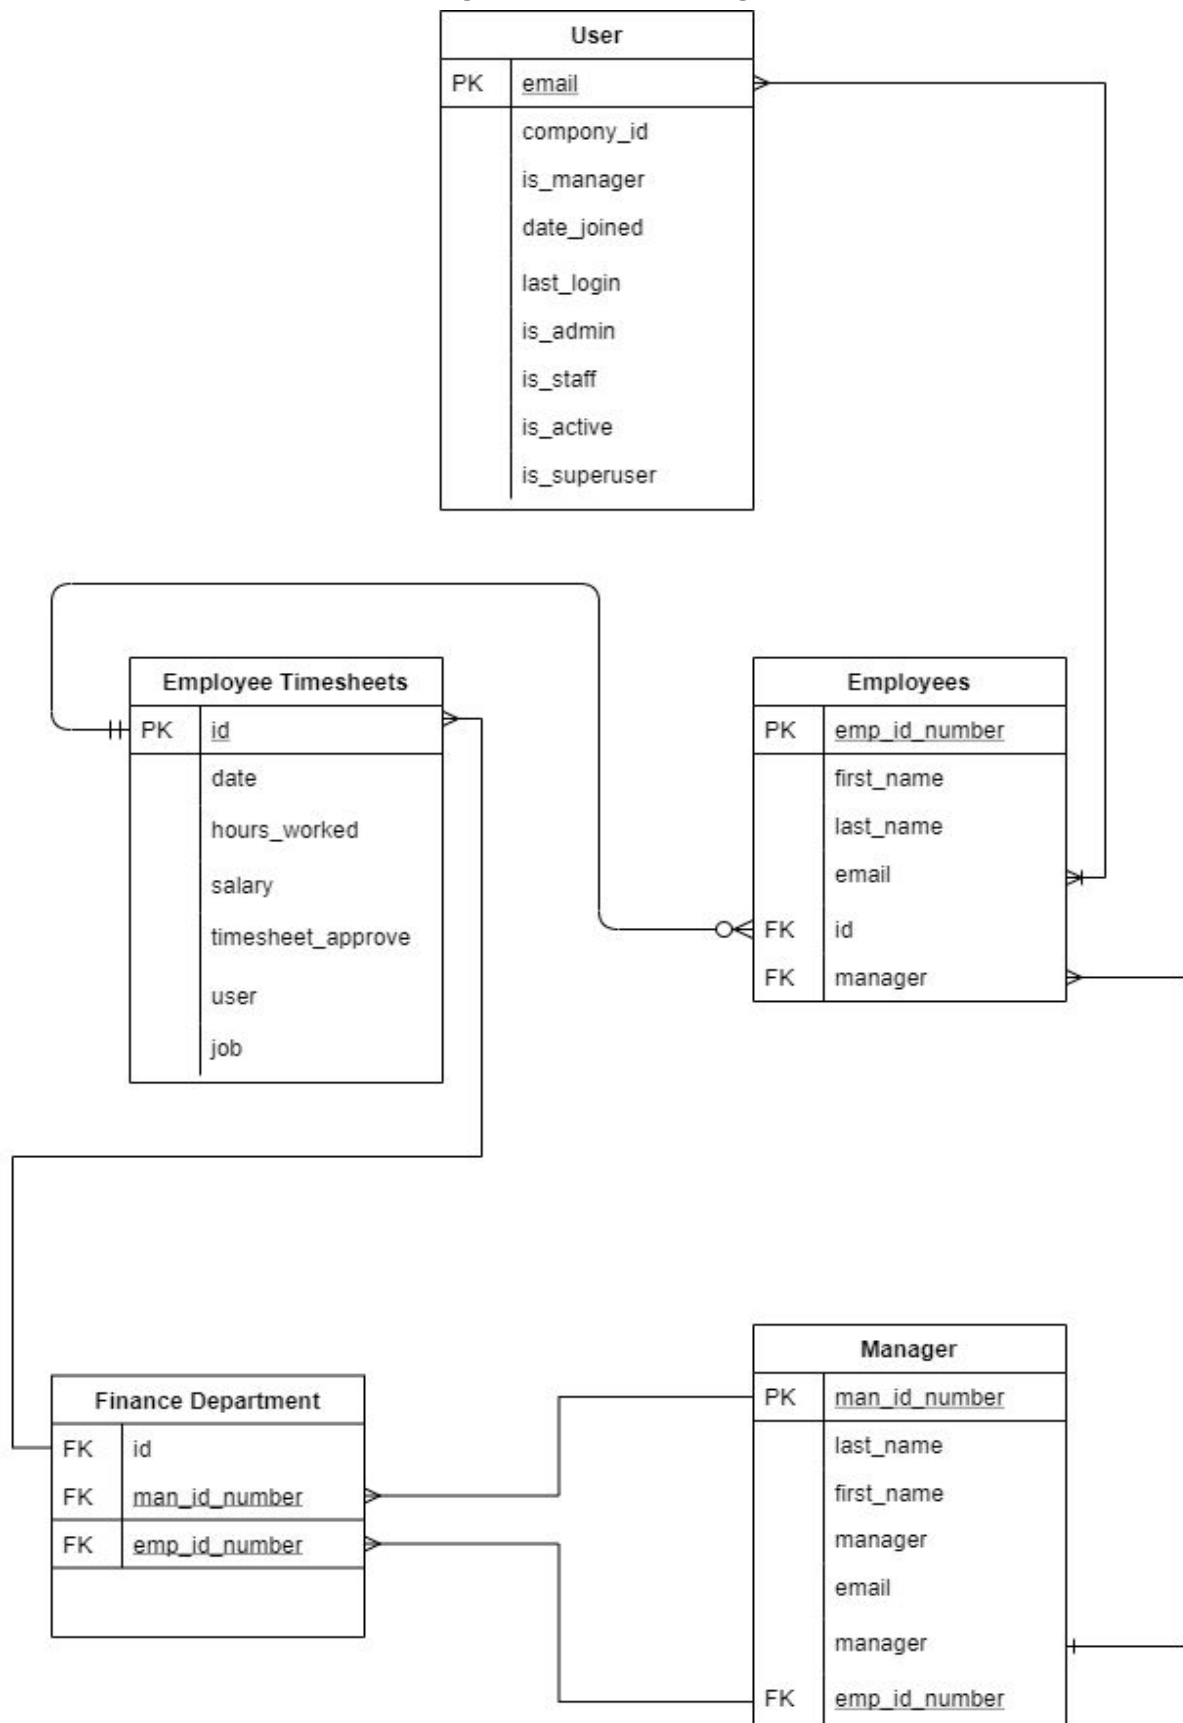 User
PK email
compony_id
is_manager
date_joined
last_login
is_admin
is_staff
is_active
is_superuser
Employee Timesheets
PK id
date
hours_worked
salary
timesheet_approve
user
job
Employees
PK emp_id_number
first_name
last_name
email
FK id
FK manager
Finance Department
FK id
FK man_id_number
FK emp_id_number
Manager
PK man_id_number
last_name
first_name
manager
email
manager
FK emp_id_number